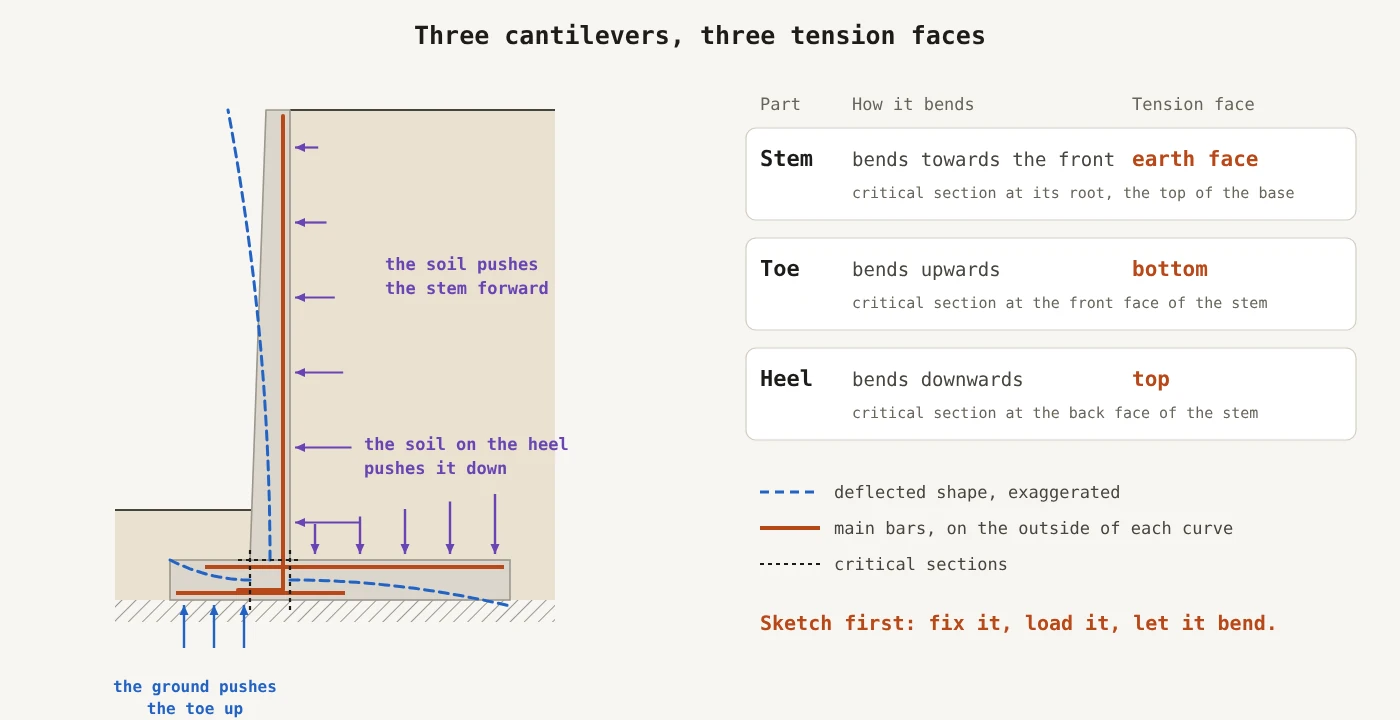 Three cantilevers, three tension faces
the soil pushes
the stem forward
the soil on the heel
pushes it down
the ground pushes
the toe up
Part How it bends Tension face
Stem bends towards the front earth face
critical section at its root, the top of the base
Toe bends upwards bottom
critical section at the front face of the stem
Heel bends downwards top
critical section at the back face of the stem
deflected shape, exaggerated
main bars, on the outside of each curve
critical sections
Sketch first: fix it, load it, let it bend.